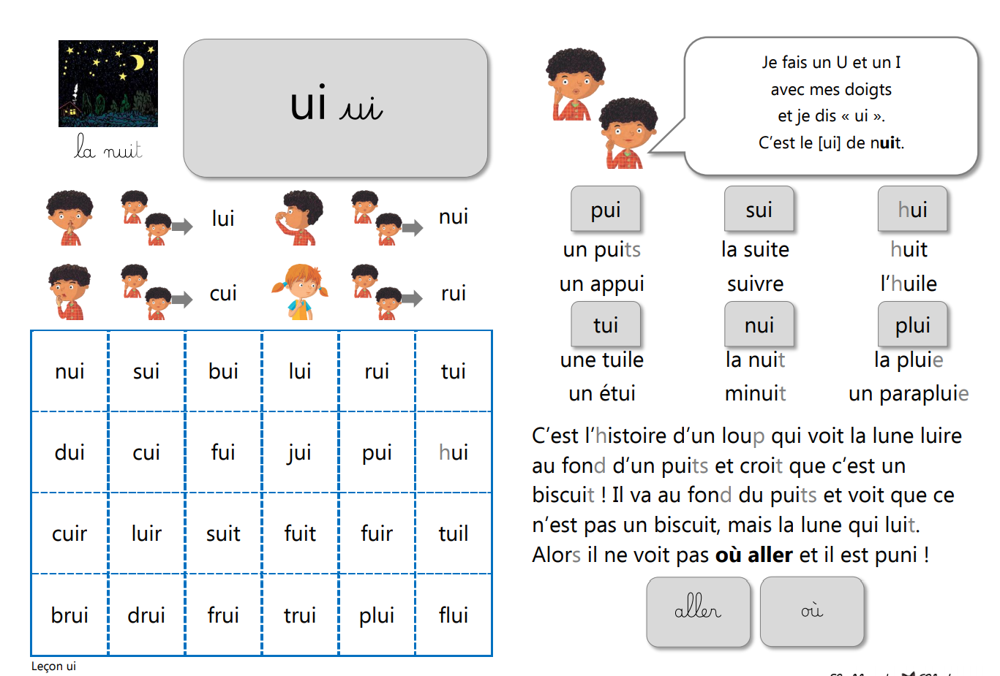 la nuit
ui ui
lui
nui
cui
rui
nui sui bui lui rui tui
dui cui fui jui pui hui
cuir luir suit fuit fuir tuil
brui drui frui trui plui flui
Leçon ui
Je fais un U et un I
avec mes doigts
et je dis « ui ».
C’est le [ui] de nuit.
pui sui hui
un puits la suite huit
un appui suivre l’huile
tui nui plui
une tuile la nuit la pluie
un étui minuit un parapluie
C’est l’histoire d’un loup qui voit la lune luire
au fond d’un puits et croit que c’est un
biscuit ! Il va au fond du puits et voit que ce
n’est pas un biscuit, mais la lune qui luit.
Alors il ne voit pas où aller et il est puni !
aller où